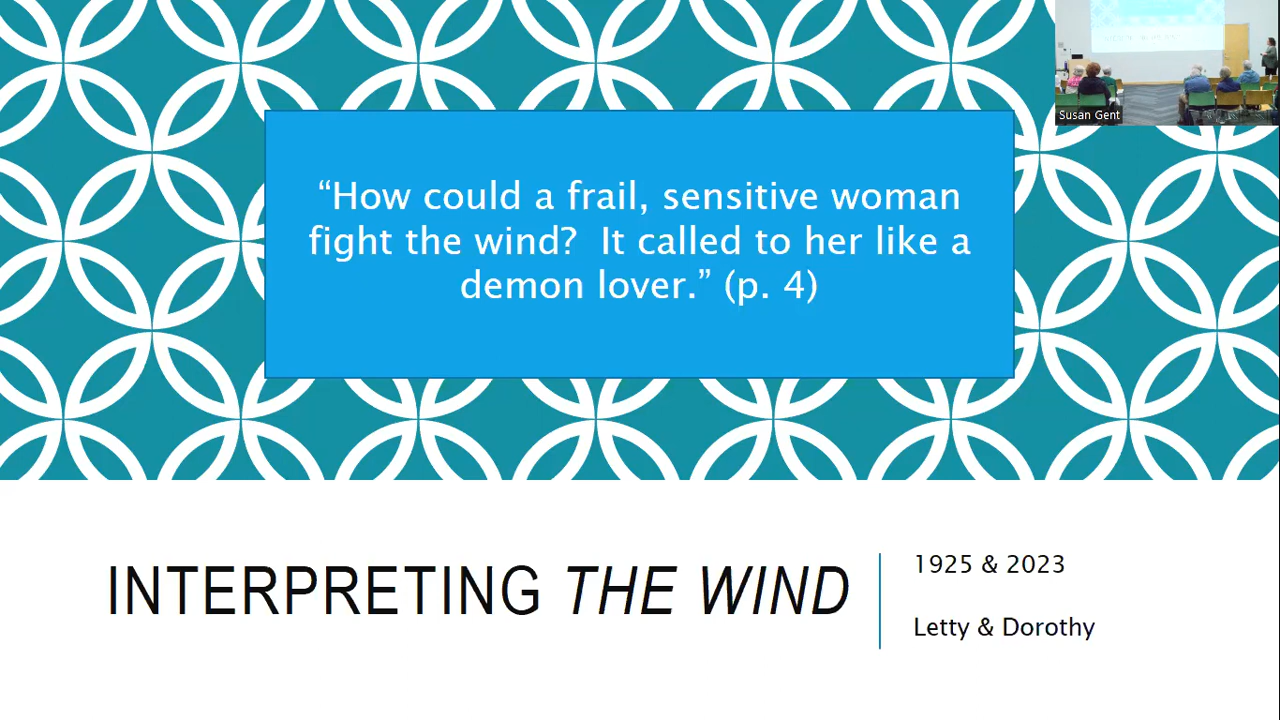 “How could a frail, sensitive woman
fight the wind?  It called to her like a
demon lover.” (p. 4)
Susan Gent
INTERPRETING THE WIND
1925 & 2023
Letty & Dorothy